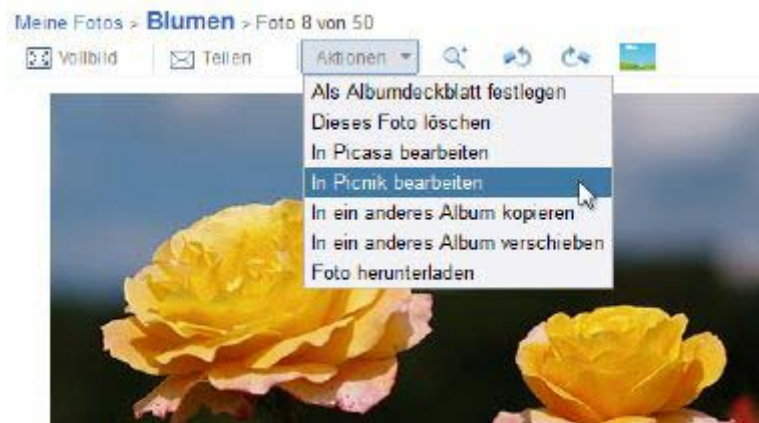 Meine Fotos > Blumen > Foto 8 von 50
Vollbild Teilen Aktionen
Als Albumdeckblatt festlegen
Dieses Foto löschen
In Picasa bearbeiten
In Picnik bearbeiten
In ein anderes Album kopieren
In ein anderes Album verschieben
Foto herunterladen